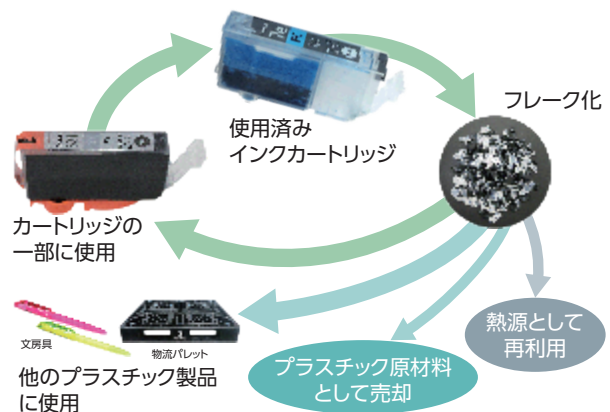 使用済み
インクカートリッジ
フレーク化
カートリッジの
一部に使用
文房具
物流パレット
他のプラスチック製品
に使用
プラスチック原材料
として売却
熱源として
再利用